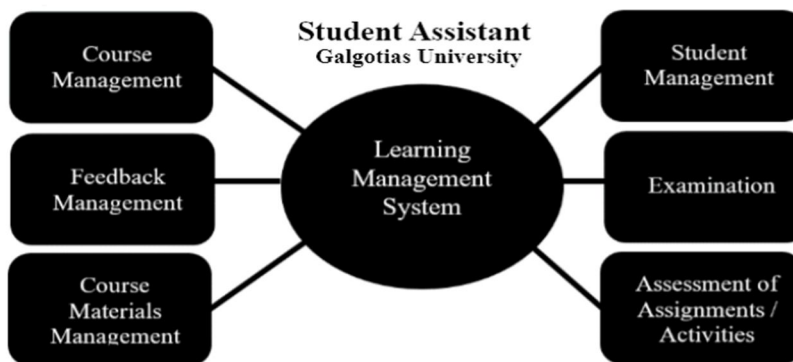 Student Assistant
Galgotias University
Course
Management
Feedback
Management
Course
Materials
Management
Learning
Management
System
Student
Management
Examination
Assessment of
Assignments /
Activities